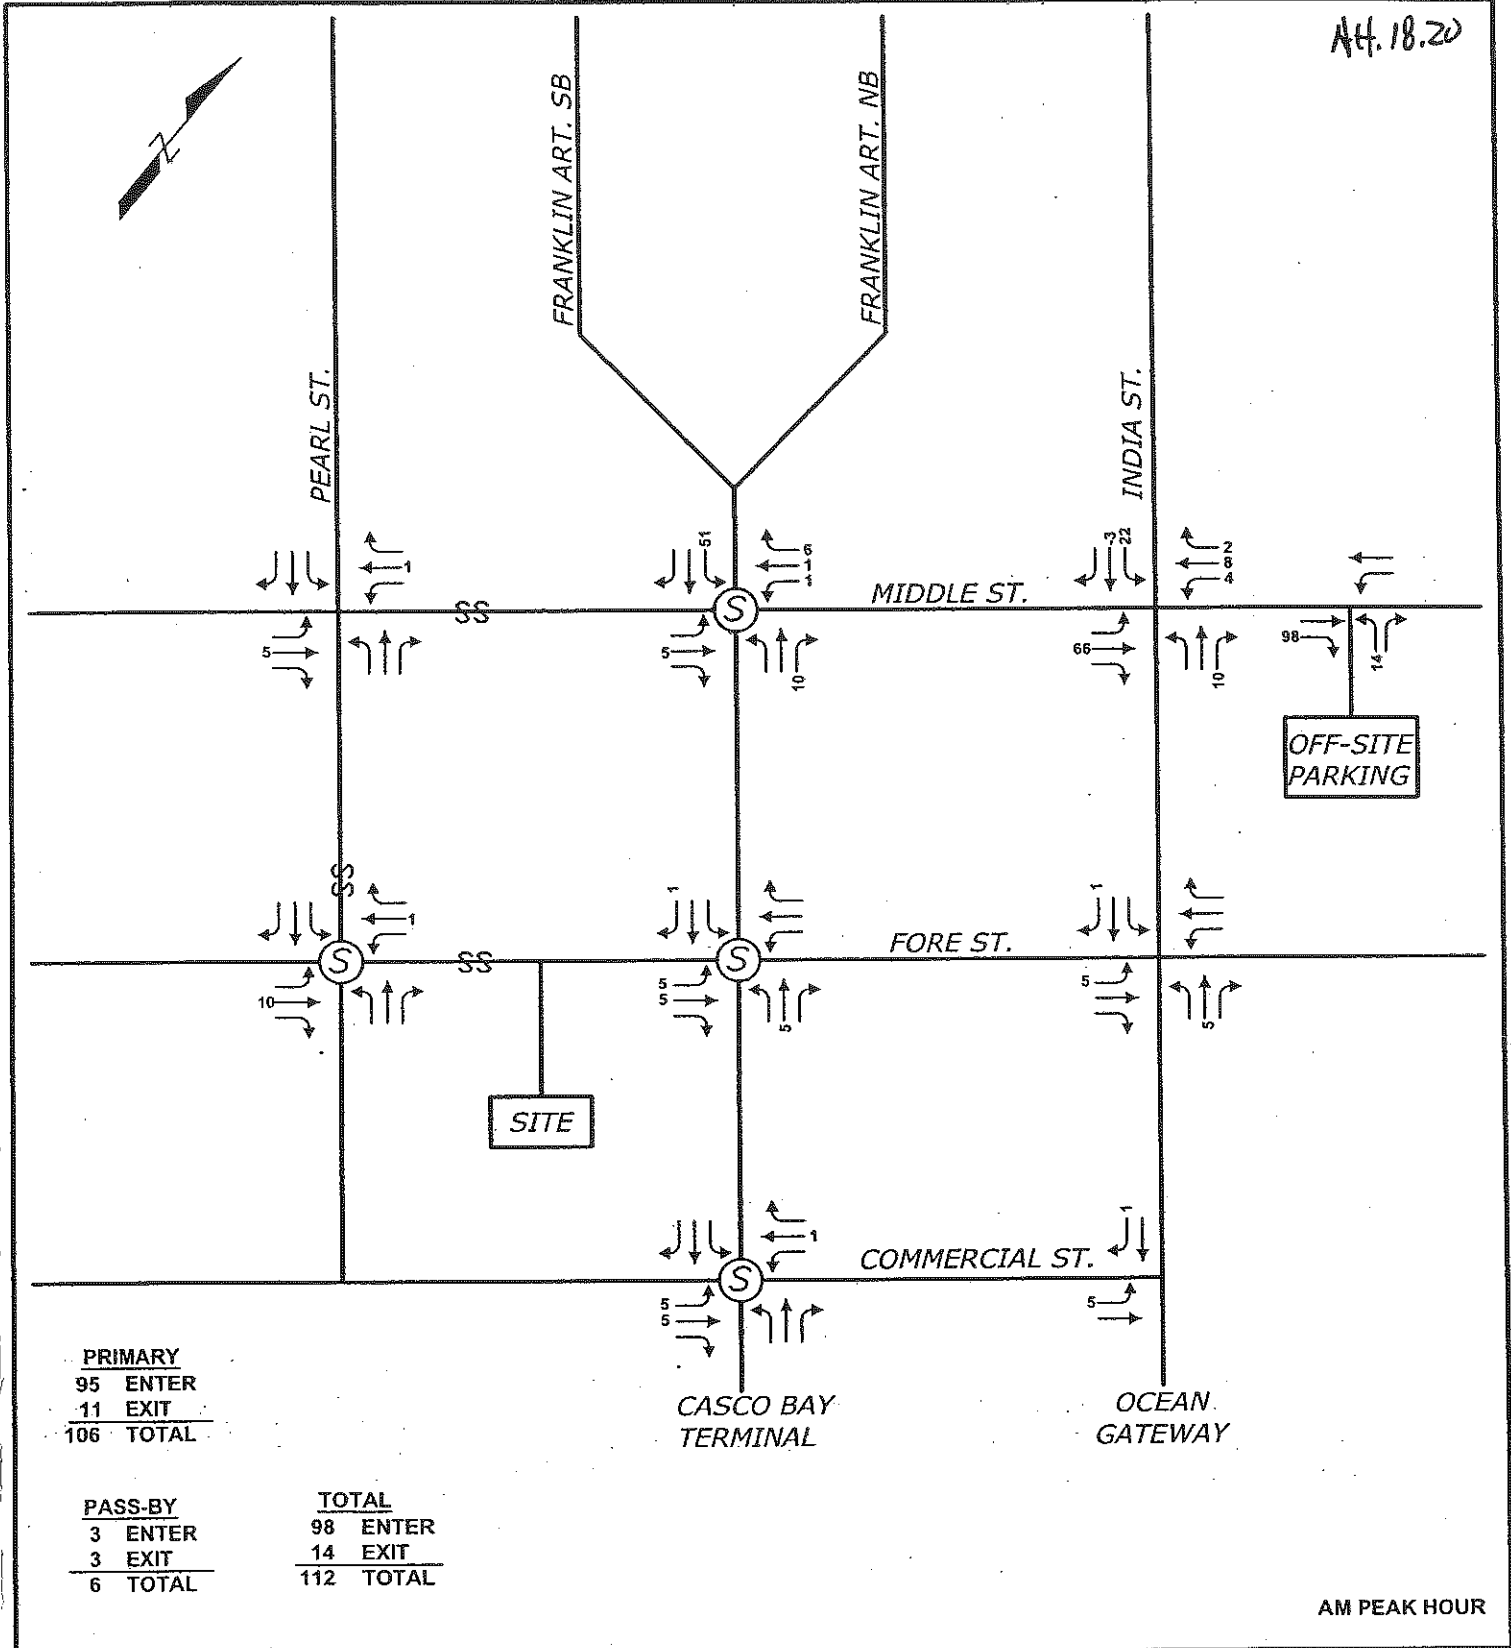 AH.18.20
FRANKLIN ART. SB
FRANKLIN ART. NB
PEARL ST.
INDIA ST.
51
-3
22
1
6
1
1
2
8
4
MIDDLE ST.
S
5
5
10
66
10
98
14
OFF-SITE
PARKING
1
1
1
FORE ST.
S
S
10
5
5
5
5
5
SITE
1
1
COMMERCIAL ST.
S
5
5
5
CASCO BAY
TERMINAL
OCEAN
GATEWAY
PRIMARY
95 ENTER
11 EXIT
106 TOTAL
PASS-BY
3 ENTER
3 EXIT
6 TOTAL
TOTAL
98 ENTER
14 EXIT
112 TOTAL
AM PEAK HOUR